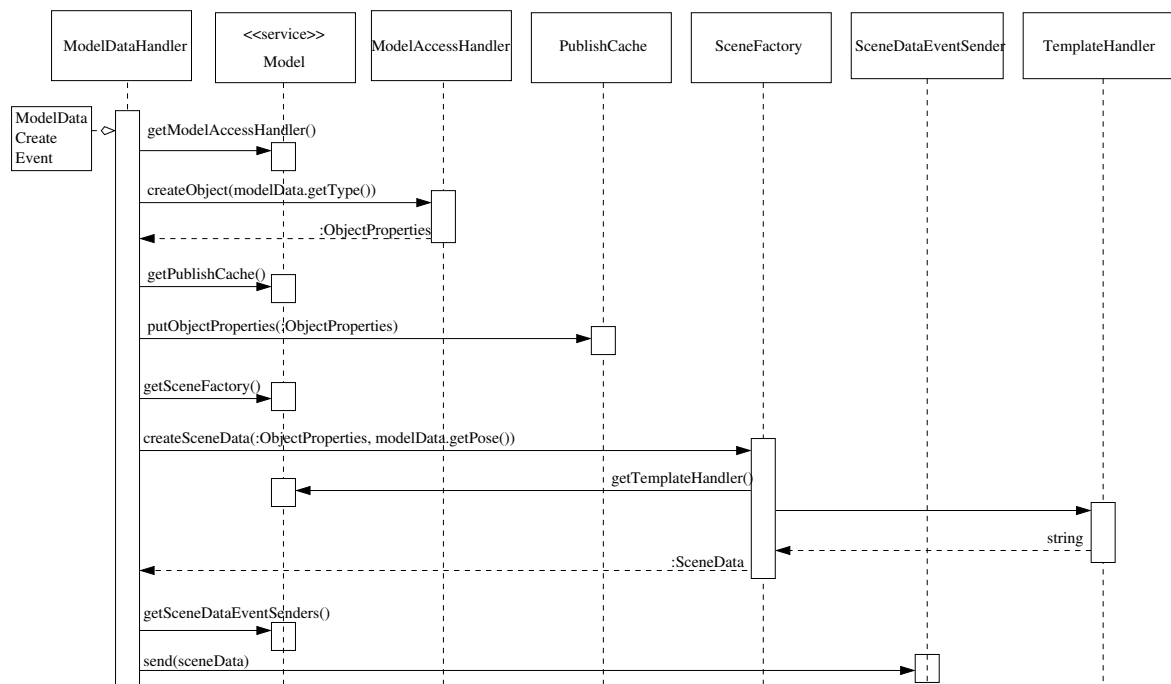 ModelDataHandler
<<service>>
Model
ModelAccessHandler
PublishCache
SceneFactory
SceneDataEventSender
TemplateHandler
ModelData
Create
Event
getModelAccessHandler()
createObject(modelData.getType())
:ObjectProperties
getPublishCache()
putObjectProperties(:ObjectProperties)
getSceneFactory()
createSceneData(:ObjectProperties, modelData.getPose())
getTemplateHandler()
string
:SceneData
getSceneDataEventSenders()
send(sceneData)